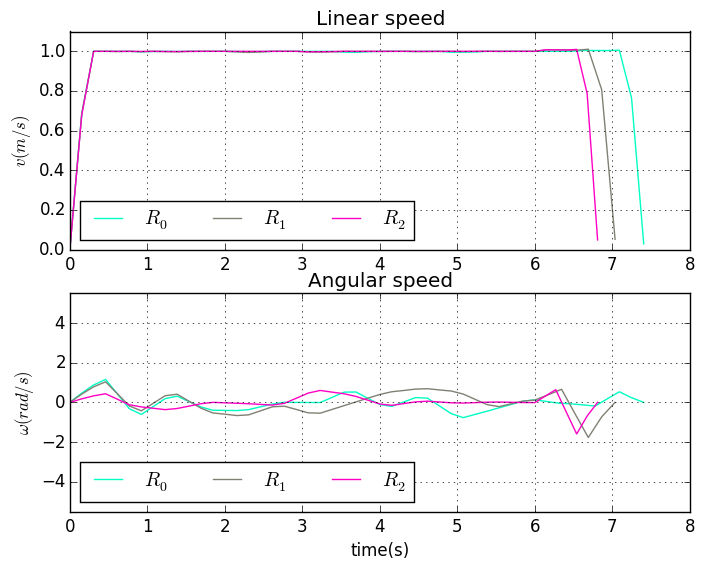 Linear speed
1.0
0.8
0.6
0.4
0.2
0.0
v(m/s)
R₀ R₁ R₂
0 1 2 3 4 5 6 7 8
Angular speed
4
2
0
−2
−4
ω(rad/s)
R₀ R₁ R₂
0 1 2 3 4 5 6 7 8
time(s)